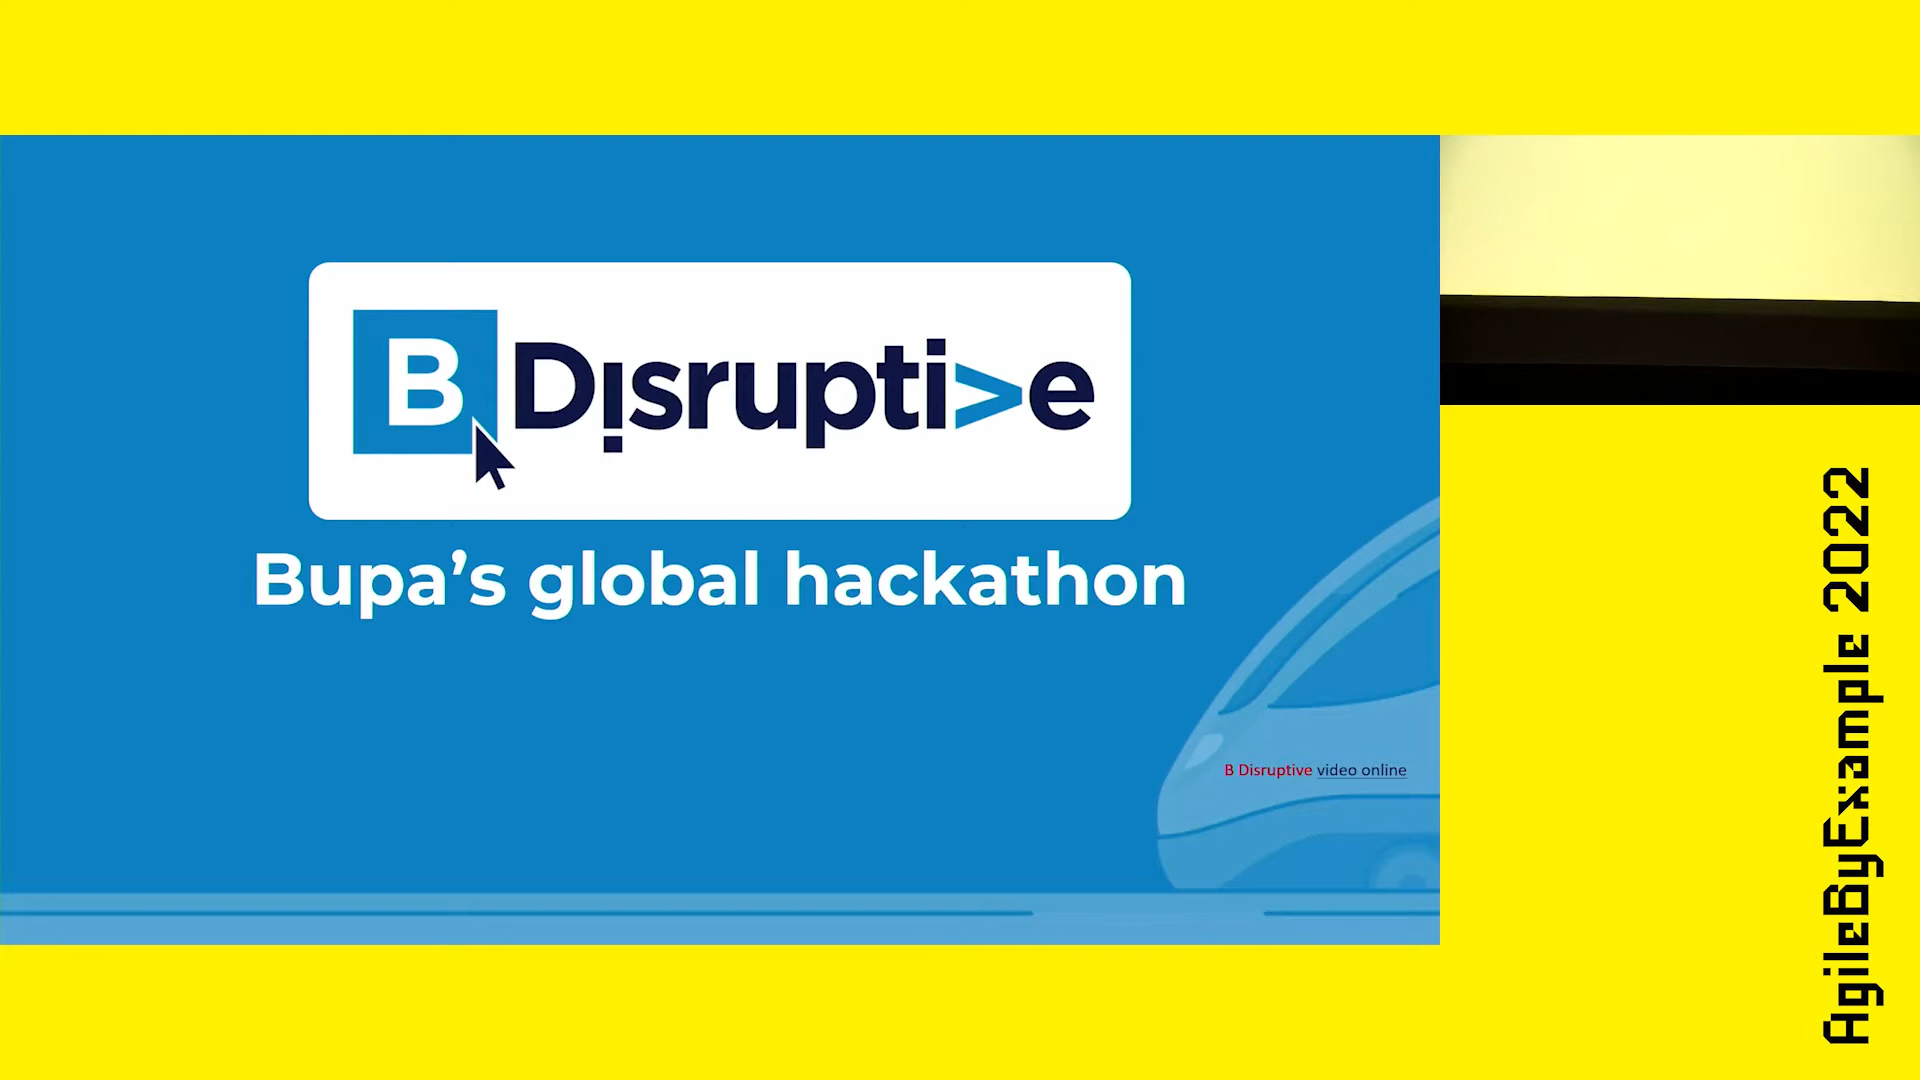 B Disruptive
Bupa's global hackathon
B Disruptive video online
AgileByExample 2022